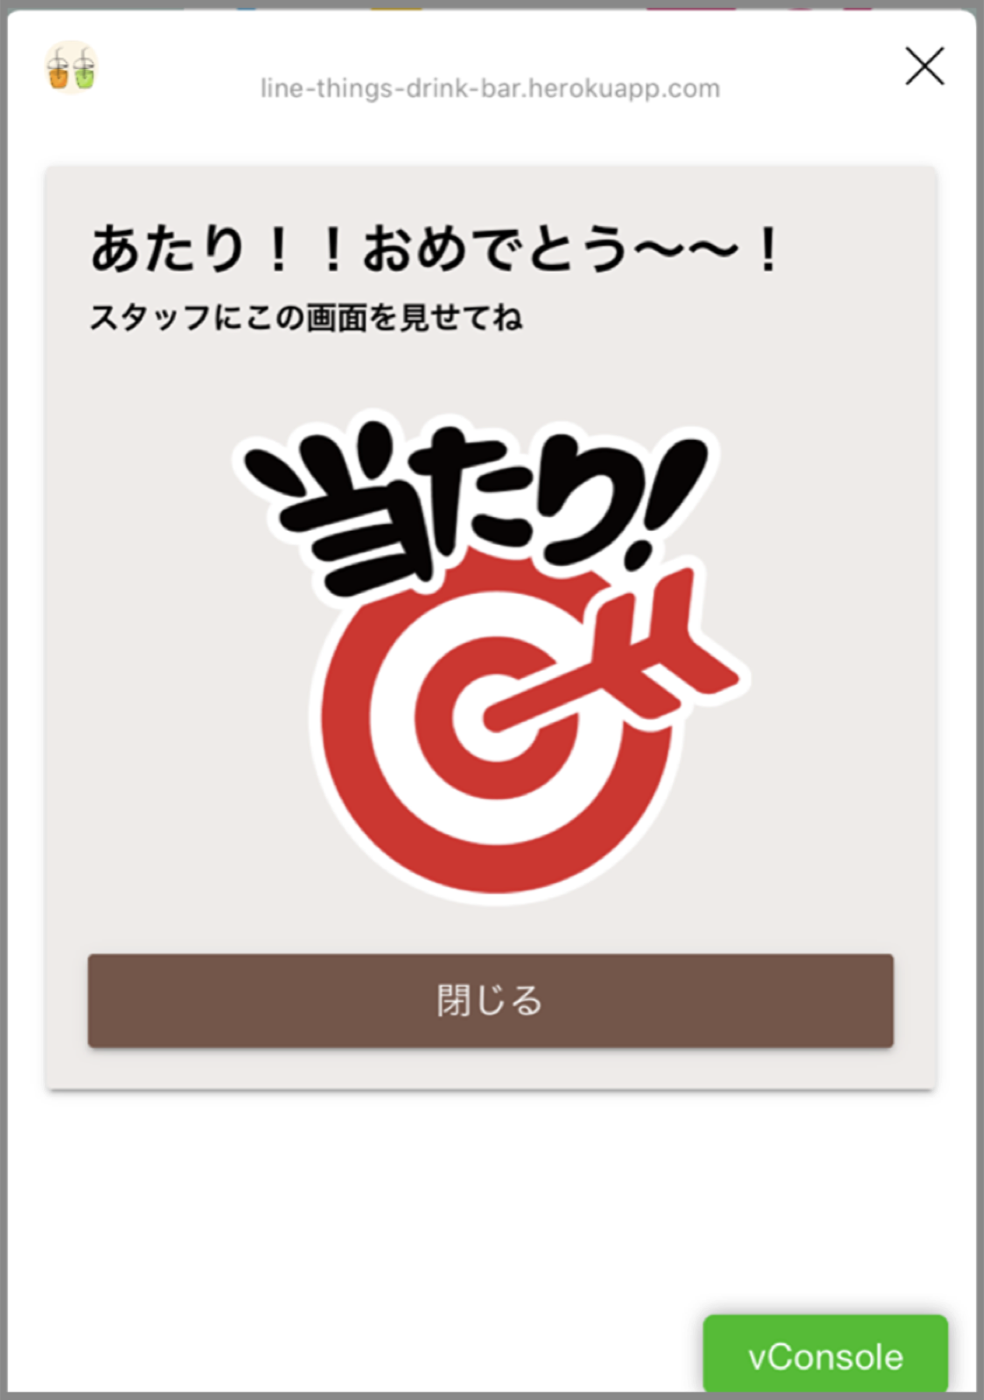 line-things-drink-bar.herokuapp.com
あたり！！おめでとう〜〜！
スタッフにこの画面を見せてね
当たり!
閉じる
vConsole